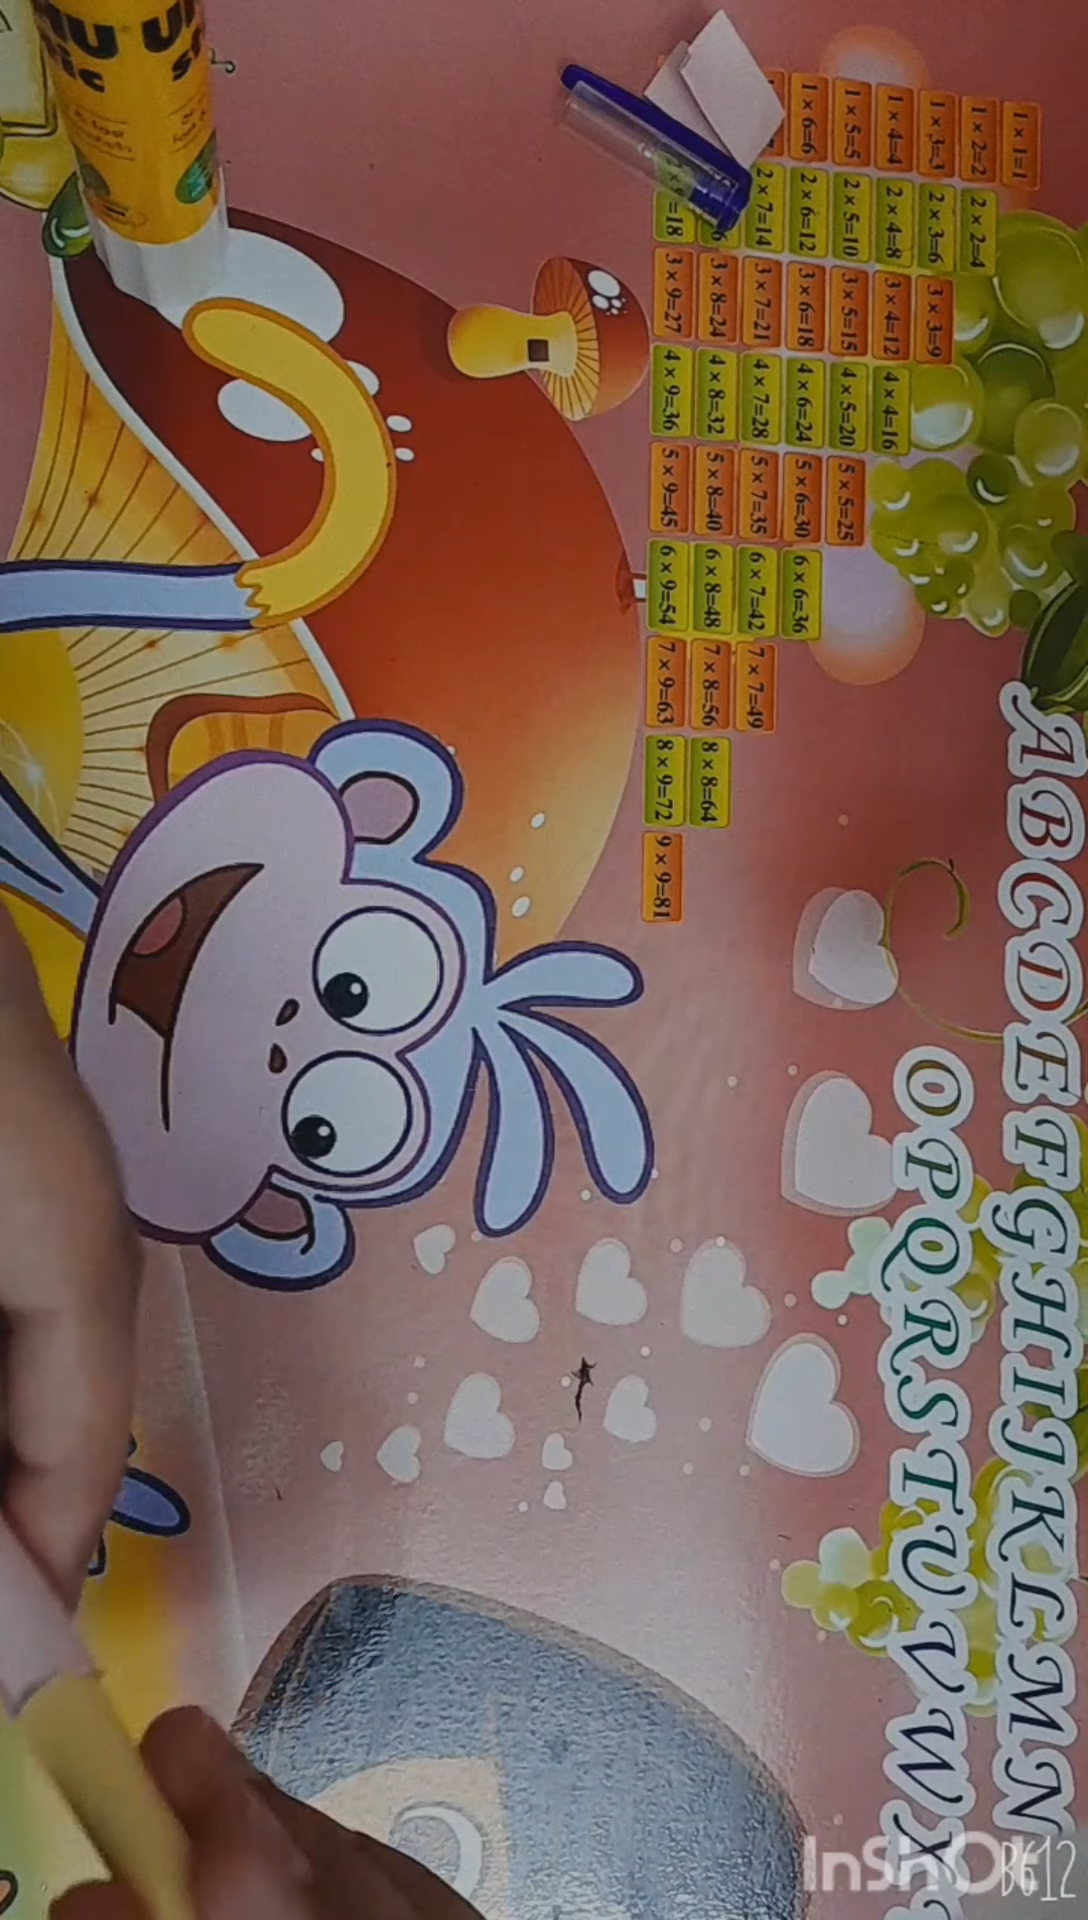 1×1=1
1×2=2 2×2=4
1×3=3 2×3=6 3×3=9
1×4=4 2×4=8 3×4=12 4×4=16
1×5=5 2×5=10 3×5=15 4×5=20 5×5=25
1×6=6 2×6=12 3×6=18 4×6=24 5×6=30 6×6=36
2×7=14 3×7=21 4×7=28 5×7=35 6×7=42 7×7=49
3×8=24 4×8=32 5×8=40 6×8=48 7×8=56 8×8=64
=18 3×9=27 4×9=36 5×9=45 6×9=54 7×9=63 8×9=72 9×9=81
ABCDEFGHIJKLMN
OPQRSTUVWX
InShOt
B612